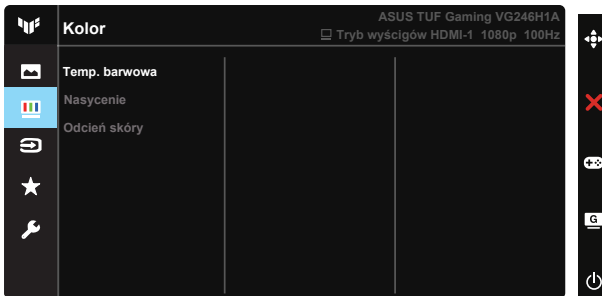 ASUS TUF Gaming VG246H1A
Kolor
Tryb wyścigów HDMI-1 1080p 100Hz
Temp. barwowa
Nasycenie
Odcień skóry
G